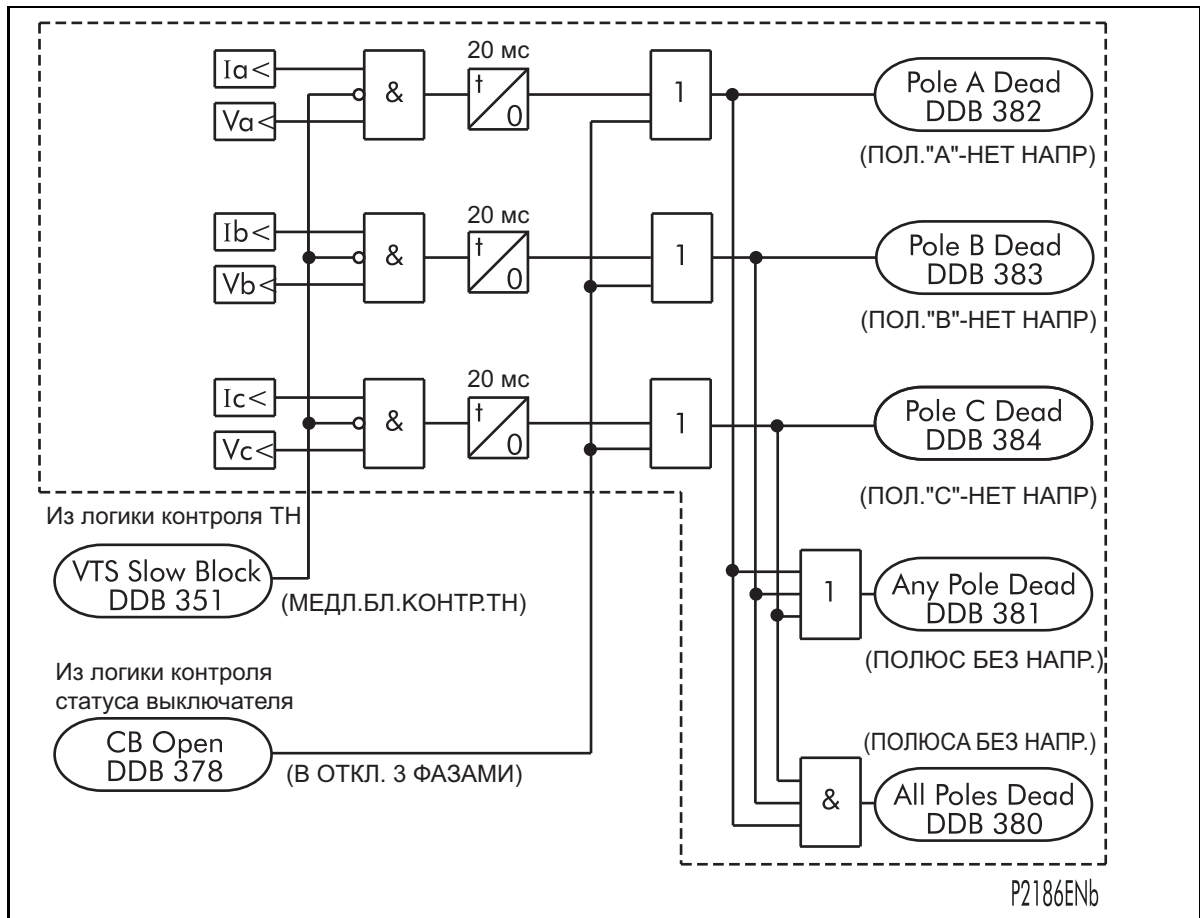 20 мс
Ia<
Va<
&
t
0
1
Pole A Dead
DDB 382
(ПОЛ."А"-НЕТ НАПР)
20 мс
Ib<
Vb<
&
t
0
1
Pole B Dead
DDB 383
(ПОЛ."В"-НЕТ НАПР)
20 мс
Ic<
Vc<
&
t
0
1
Pole C Dead
DDB 384
(ПОЛ."С"-НЕТ НАПР)
Из логики контроля ТН
VTS Slow Block
DDB 351
(МЕДЛ.БЛ.КОНТР.ТН)
1
Any Pole Dead
DDB 381
(ПОЛЮС БЕЗ НАПР.)
Из логики контроля
статуса выключателя
CB Open
DDB 378
(В ОТКЛ. 3 ФАЗАМИ)
(ПОЛЮСА БЕЗ НАПР.)
&
All Poles Dead
DDB 380
P2186ENb